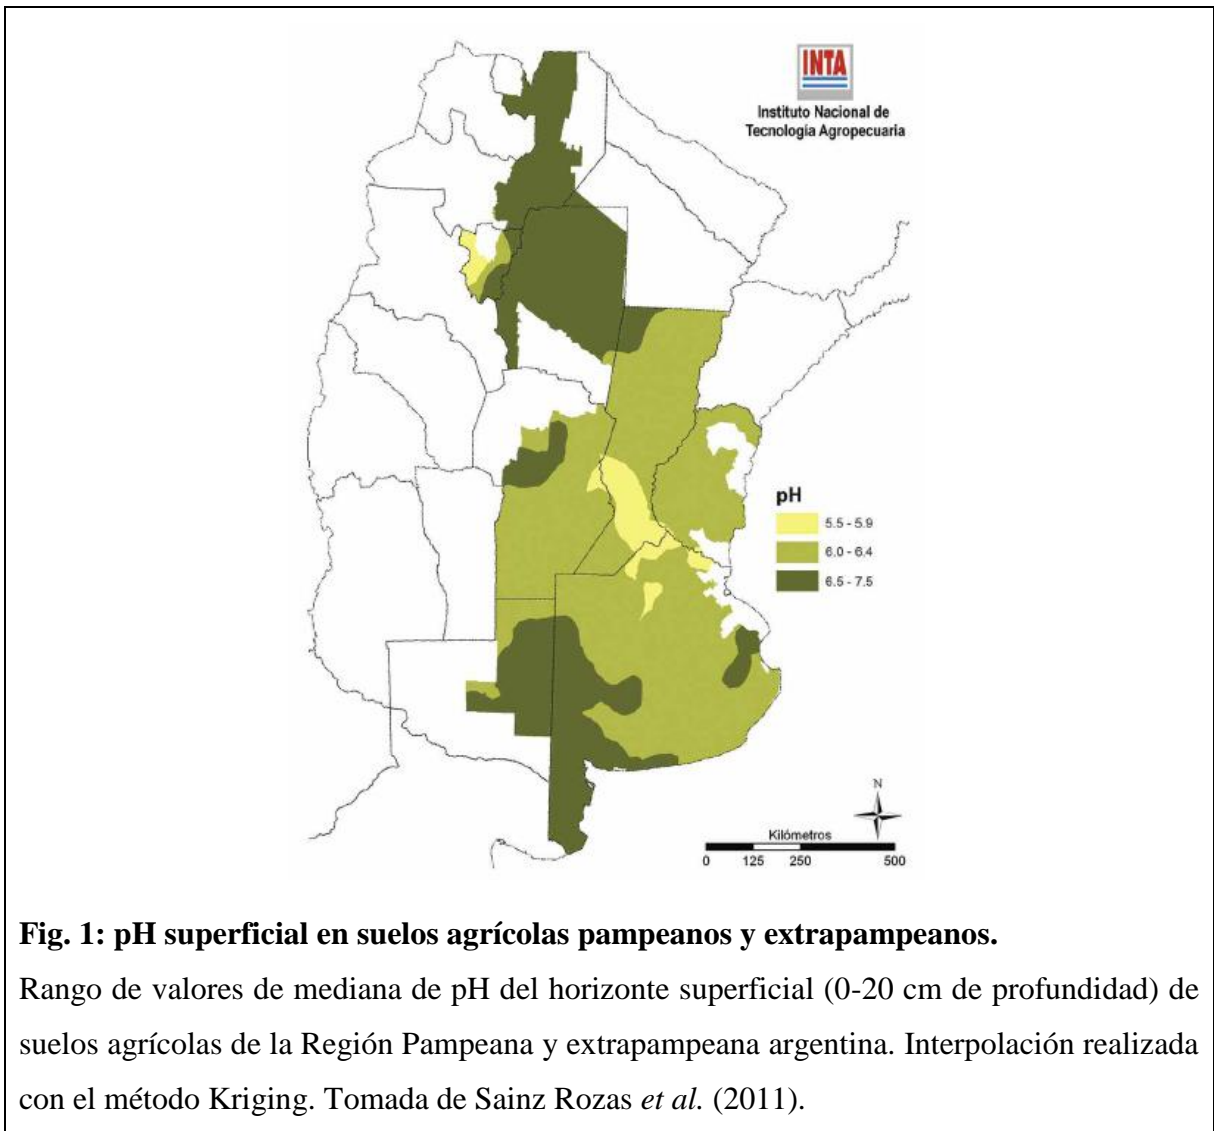 INTA
Instituto Nacional de
Tecnología Agropecuaria
pH
5.5 - 5.9
6.0 - 6.4
6.5 - 7.5
N
Kilómetros
0 125 250 500
Fig. 1: pH superficial en suelos agrícolas pampeanos y extrapampeanos.
Rango de valores de mediana de pH del horizonte superficial (0-20 cm de profundidad) de
suelos agrícolas de la Región Pampeana y extrapampeana argentina. Interpolación realizada
con el método Kriging. Tomada de Sainz Rozas et al. (2011).